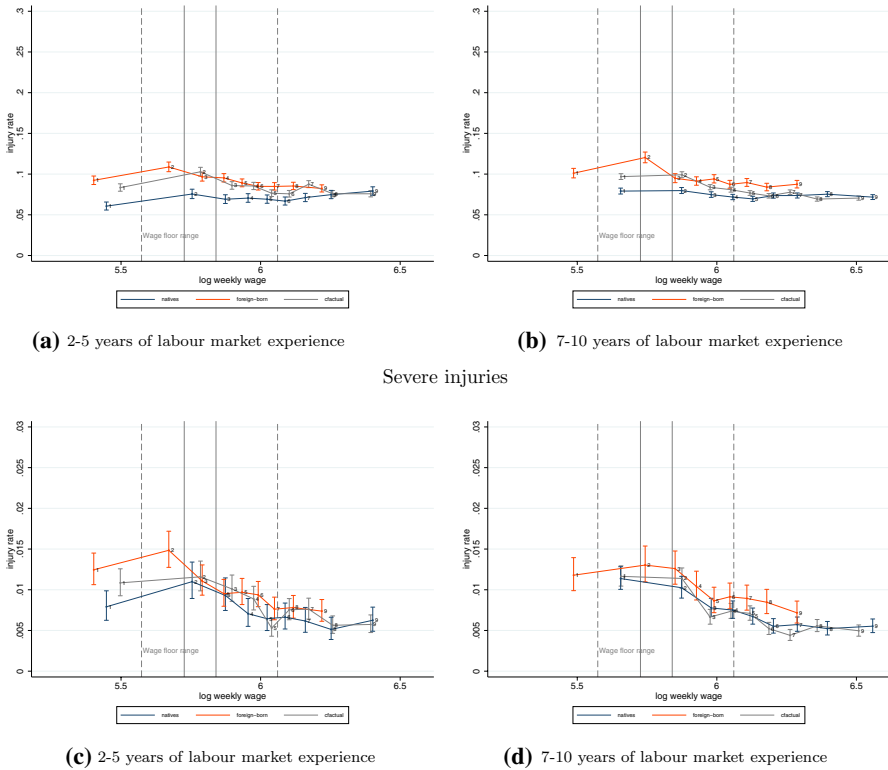 .3
.25
.2
.15
.1
.05
0
injury rate
Wage floor range
5.5 6 6.5
log weekly wage
natives foreign-born cfactual
(a) 2-5 years of labour market experience
.3
.25
.2
.15
.1
.05
0
injury rate
Wage floor range
5.5 6 6.5
log weekly wage
natives foreign-born cfactual
(b) 7-10 years of labour market experience
Severe injuries
.03
.025
.02
.015
.01
.005
0
injury rate
Wage floor range
5.5 6 6.5
log weekly wage
natives foreign-born cfactual
(c) 2-5 years of labour market experience
.03
.025
.02
.015
.01
.005
0
injury rate
Wage floor range
5.5 6 6.5
log weekly wage
natives foreign-born cfactual
(d) 7-10 years of labour market experience